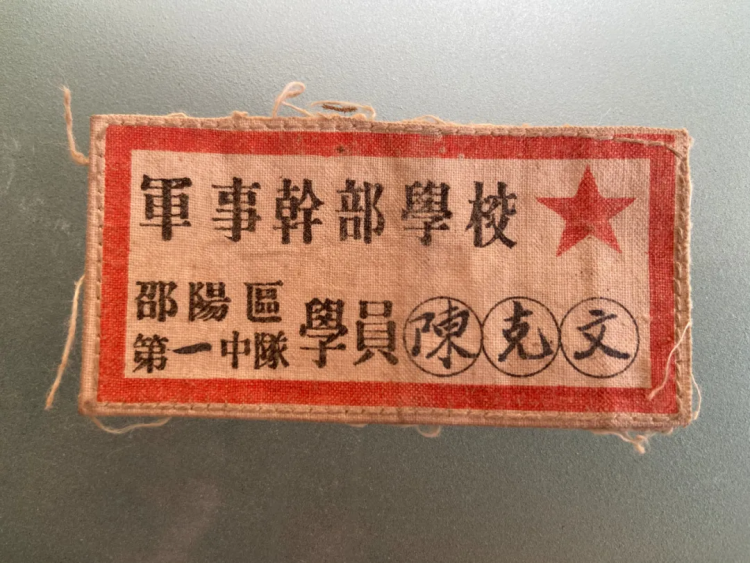 軍事幹部學校
邵陽區
第一中隊
學員陳克文